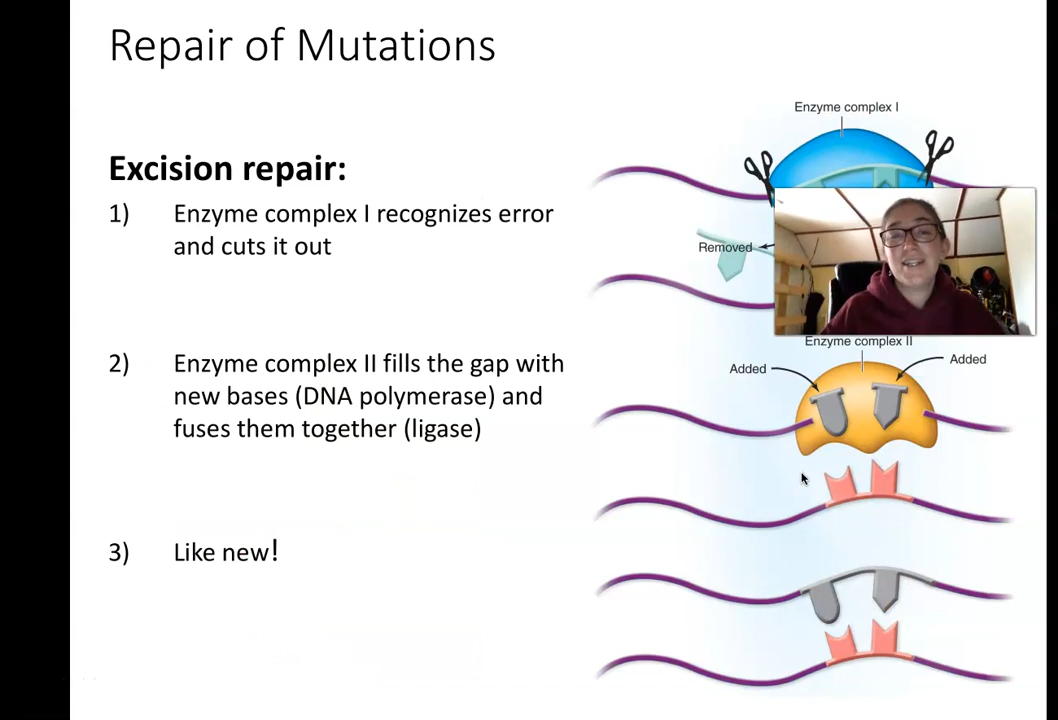 Repair of Mutations
Excision repair:
1) Enzyme complex I recognizes error
and cuts it out
2) Enzyme complex II fills the gap with
new bases (DNA polymerase) and
fuses them together (ligase)
3) Like new!
Enzyme complex I
Removed
Enzyme complex II
Added
Added